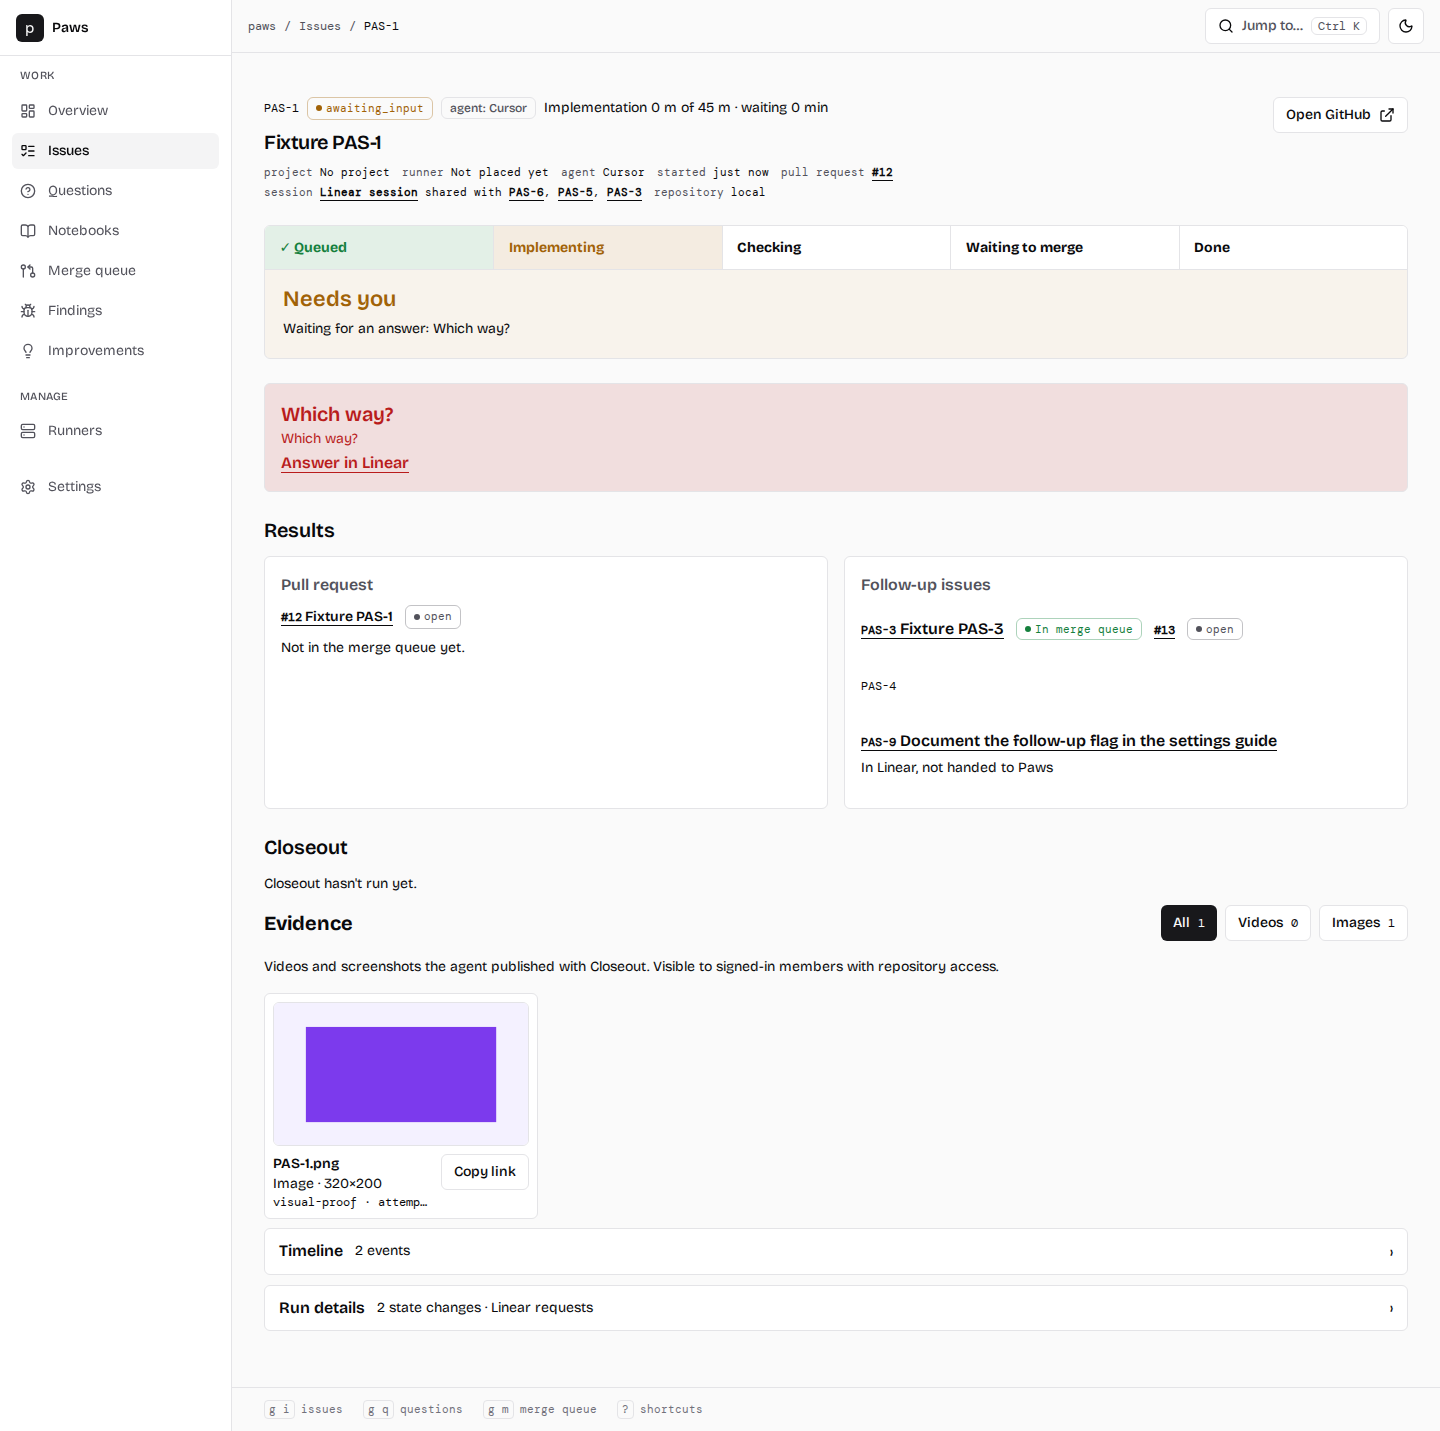 p Paws
paws / Issues / PAS-1
Jump to... Ctrl K
WORK
Overview
Issues
Questions
Notebooks
Merge queue
Findings
Improvements
MANAGE
Runners
Settings
PAS-1 awaiting_input agent: Cursor Implementation 0 m of 45 m · waiting 0 min
Open GitHub
Fixture PAS-1
project No project runner Not placed yet agent Cursor started just now pull request #12
session Linear session shared with PAS-6, PAS-5, PAS-3 repository local
✓ Queued Implementing Checking Waiting to merge Done
Needs you
Waiting for an answer: Which way?
Which way?
Which way?
Answer in Linear
Results
Pull request
#12 Fixture PAS-1 open
Not in the merge queue yet.
Follow-up issues
PAS-3 Fixture PAS-3 In merge queue #13 open
PAS-4
PAS-9 Document the follow-up flag in the settings guide
In Linear, not handed to Paws
Closeout
Closeout hasn't run yet.
Evidence
All 1 Videos 0 Images 1
Videos and screenshots the agent published with Closeout. Visible to signed-in members with repository access.
PAS-1.png
Image · 320×200
visual-proof · attemp…
Copy link
Timeline 2 events ›
Run details 2 state changes · Linear requests ›
g i issues g q questions g m merge queue ? shortcuts